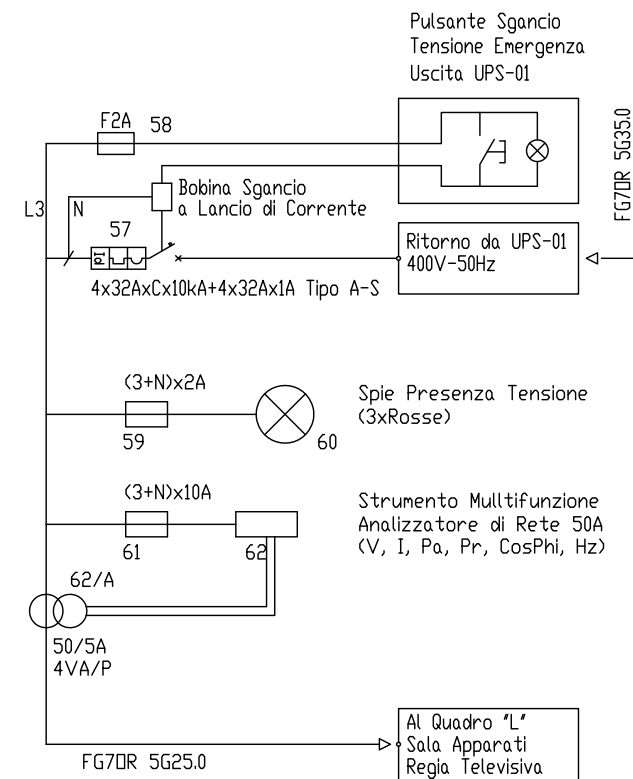 Pulsante Sgancio
Tensione Emergenza
Uscita UPS-01
F2A
58
FG7OR 5G35.0
Bobina Sgancio
a Lancio di Corrente
L3
N
57
Ritorno da UPS-01
400V-50Hz
4x32AxCx10kA+4x32Ax1A Tipo A-S
(3+N)x2A
Spie Presenza Tensione
(3xRosse)
59
60
(3+N)x10A
Strumento Mulltifunzione
Analizzatore di Rete 50A
(V, I, Pa, Pr, CosPhi, Hz)
61
62
62/A
50/5A
4VA/P
Al Quadro "L"
Sala Apparati
Regia Televisiva
FG7OR 5G25.0